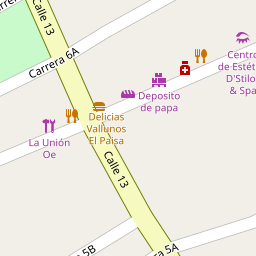 Calle 13
Carrera 6A
Centro
de Estét
D'Stilo
& Spa
Deposito
de papa
Delicias
Vallunos
El Paisa
La Unión
Oe
Calle 13
5B
Carrera 5A